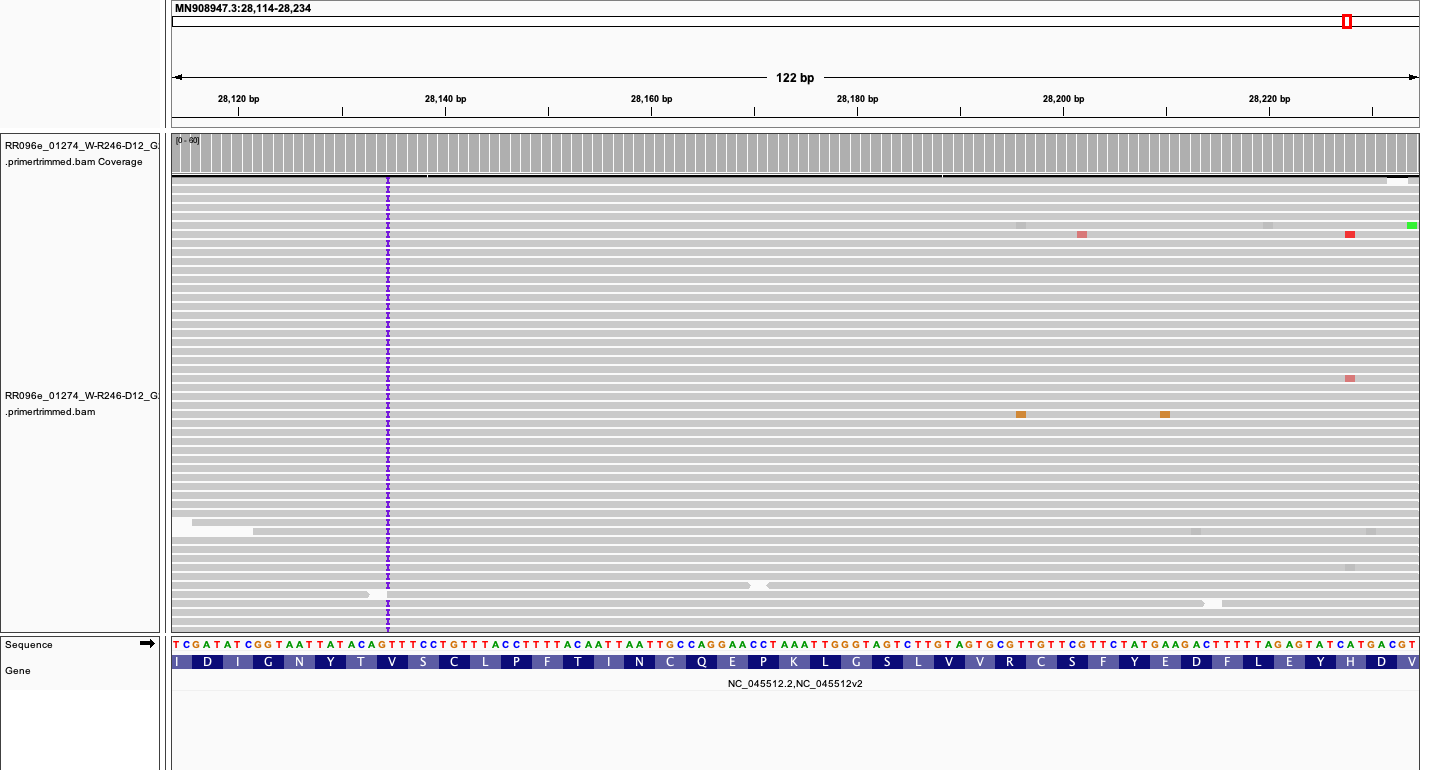 MN908947.3:28,114-28,234
122 bp
28,120 bp 28,140 bp 28,160 bp 28,180 bp 28,200 bp 28,220 bp
RR096e_01274_W-R246-D12_G
.primertrimmed.bam Coverage
[0 - 60]
RR096e_01274_W-R246-D12_G
.primertrimmed.bam
Sequence
TCGATATCGGTAATTATACAGTTTCCTGTTTACCTTTTACAATTAATTGCCAGGAACCTAAATTGGGTAGTCTTGTAGTGCGTTGTTCGTTCTATGAAGACTTTTTAGAGTATCATGACGT
Gene
I D I G N Y T V S C L P F T I N C Q E P K L G S L V V R C S F Y E D F L E Y H D V
NC_045512.2,NC_045512v2